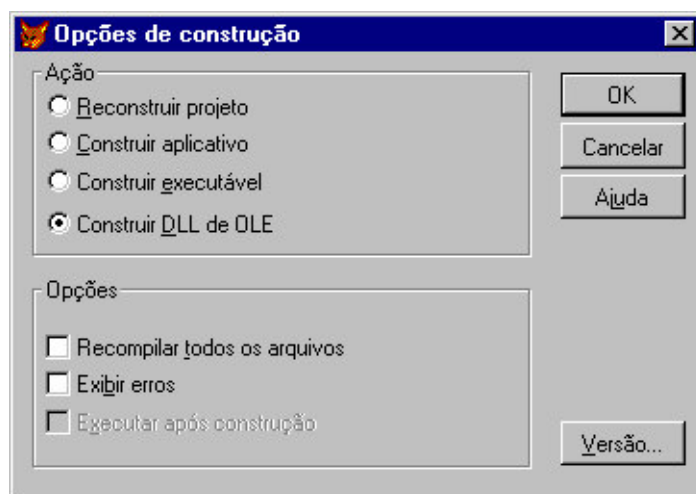 Opções de construção
Ação
Reconstruir projeto
Construir aplicativo
Construir executável
Construir DLL de OLE
OK
Cancelar
Ajuda
Opções
Recompilar todos os arquivos
Exibir erros
Executar após construção
Versão...